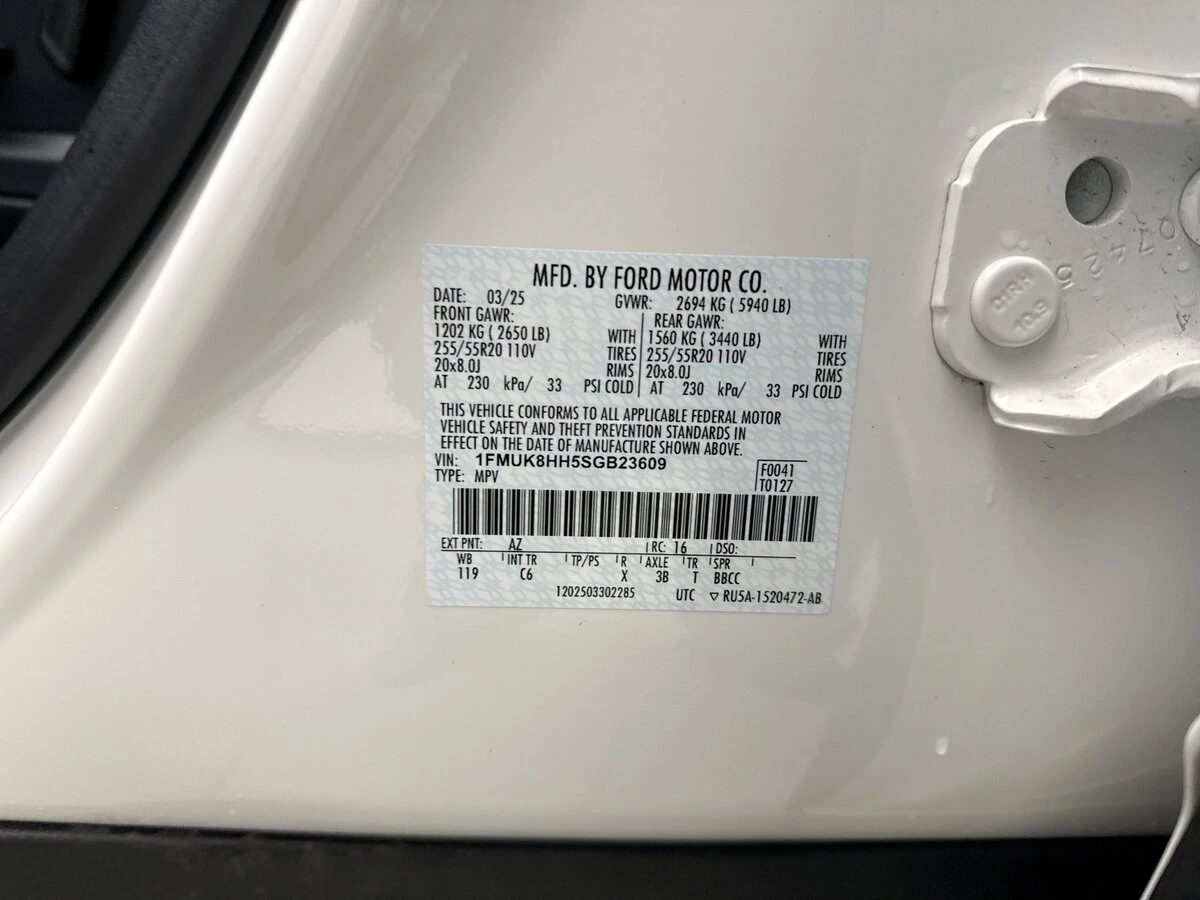 MFD. BY FORD MOTOR CO.
DATE: 03/25 GVWR: 2694 KG ( 5940 LB)
FRONT GAWR: REAR GAWR:
1202 KG ( 2650 LB) WITH 1560 KG ( 3440 LB) WITH
255/55R20 110V TIRES 255/55R20 110V TIRES
20x8.0J RIMS 20x8.0J RIMS
AT 230 kPa/ 33 PSI COLD AT 230 kPa/ 33 PSI COLD
THIS VEHICLE CONFORMS TO ALL APPLICABLE FEDERAL MOTOR
VEHICLE SAFETY AND THEFT PREVENTION STANDARDS IN
EFFECT ON THE DATE OF MANUFACTURE SHOWN ABOVE.
VIN: 1FMUK8HH5SGB23609 F0041
TYPE: MPV T0127
EXT PNT: AZ RC: 16 DSO:
WB INT TR TP/PS R AXLE TR SPR
119 C6 X 3B T BBCC
1202503302285 UTC ▽ RU5A-1520472-AB
07425
10.9